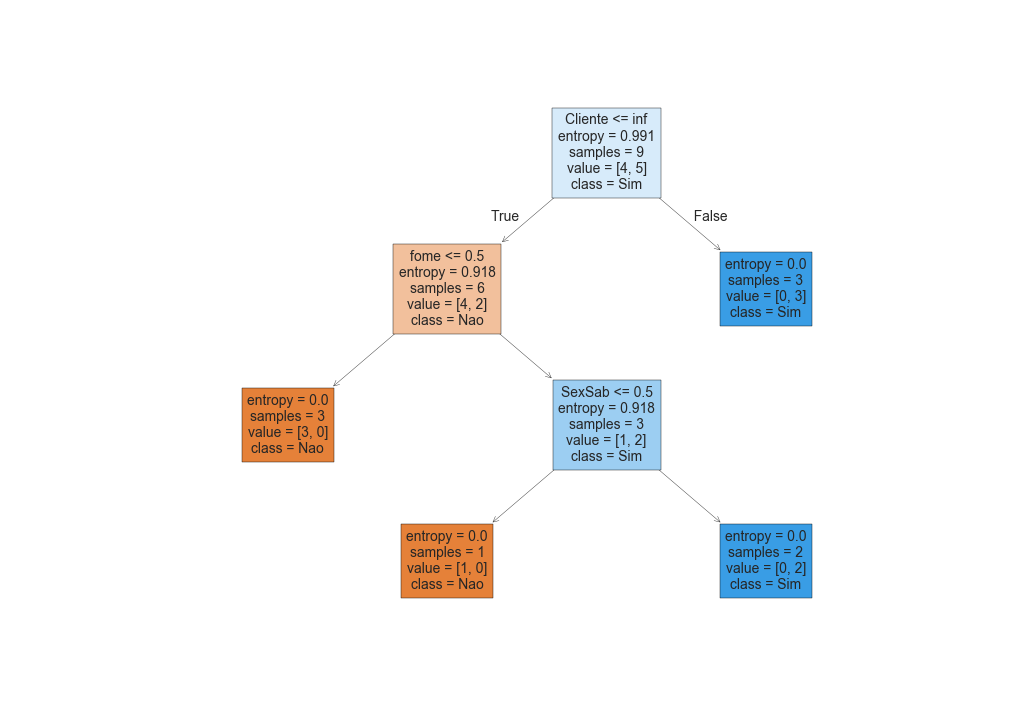 Cliente <= inf
entropy = 0.991
samples = 9
value = [4, 5]
class = Sim
True
False
fome <= 0.5
entropy = 0.918
samples = 6
value = [4, 2]
class = Nao
entropy = 0.0
samples = 3
value = [0, 3]
class = Sim
entropy = 0.0
samples = 3
value = [3, 0]
class = Nao
SexSab <= 0.5
entropy = 0.918
samples = 3
value = [1, 2]
class = Sim
entropy = 0.0
samples = 1
value = [1, 0]
class = Nao
entropy = 0.0
samples = 2
value = [0, 2]
class = Sim